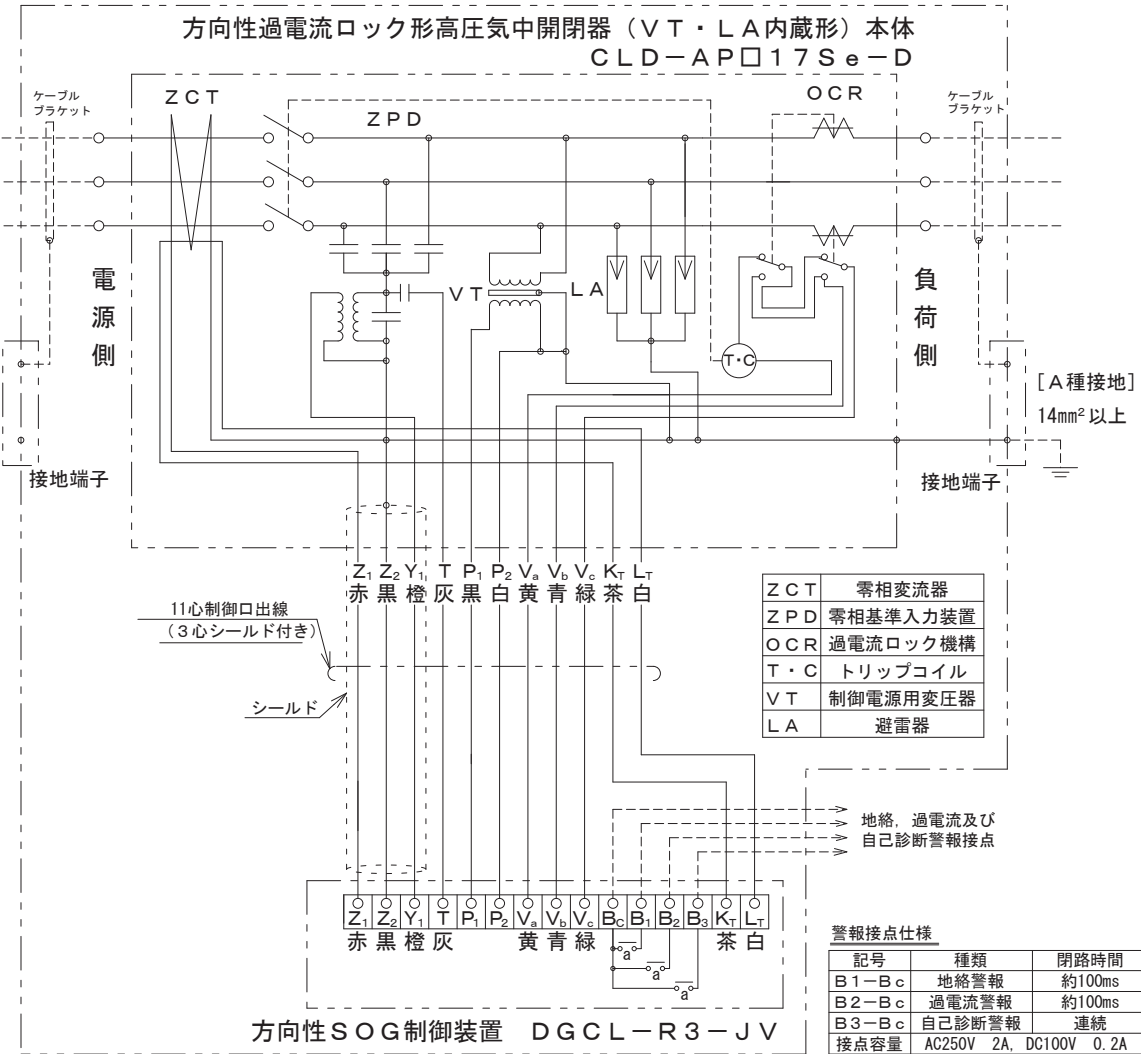 方向性過電流ロック形高圧気中開閉器（ＶＴ・ＬＡ内蔵形）本体
ＣＬＤ－ＡＰ□１７Ｓｅ－Ｄ
ケーブル
ブラケット
ＺＣＴ
ＺＰＤ
ＯＣＲ
ケーブル
ブラケット
電源側
ＶＴ
ＬＡ
Ｔ・Ｃ
負荷側
[Ａ種接地]
14mm²以上
接地端子
接地端子
Z₁ Z₂ Y₁ T P₁ P₂ Vₐ V_b V_c K_T L_T
赤 黒 橙 灰 黒 白 黄 青 緑 茶 白
11心制御口出線
（３心シールド付き）
シールド
ＺＣＴ 零相変流器
ＺＰＤ 零相基準入力装置
ＯＣＲ 過電流ロック機構
Ｔ・Ｃ トリップコイル
ＶＴ 制御電源用変圧器
ＬＡ 避雷器
地絡，過電流及び
自己診断警報接点
Z₁ Z₂ Y₁ T P₁ P₂ Vₐ V_b V_c B_C B₁ B₂ B₃ K_T L_T
赤 黒 橙 灰 黄 青 緑 茶 白
a
a
a
方向性ＳＯＧ制御装置 ＤＧＣＬ－Ｒ３－ＪＶ
警報接点仕様
記号 種類 閉路時間
Ｂ１－Ｂｃ 地絡警報 約100ms
Ｂ２－Ｂｃ 過電流警報 約100ms
Ｂ３－Ｂｃ 自己診断警報 連続
接点容量 AC250V 2A, DC100V 0.2A